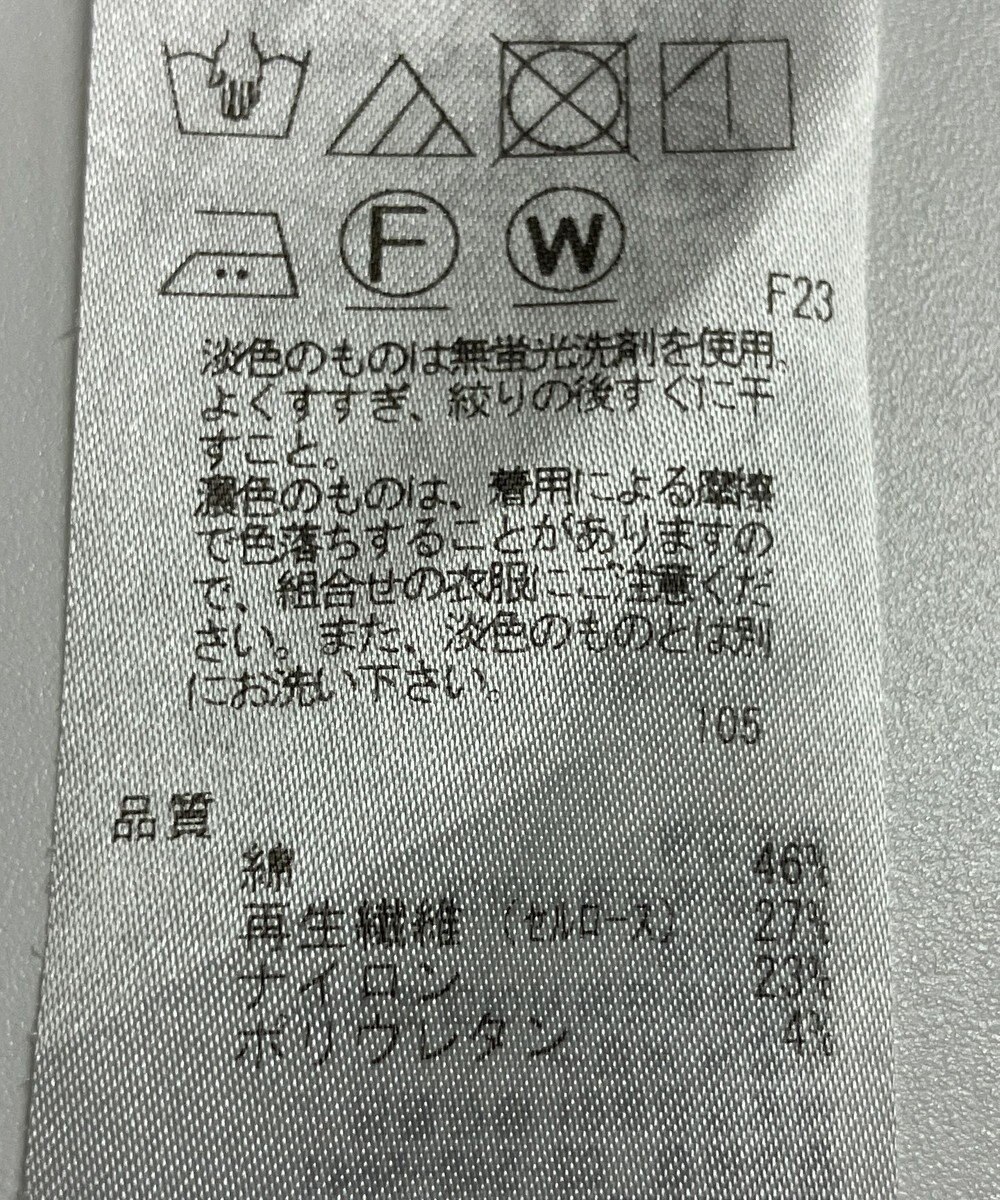 F W
F23
淡色のものは無蛍光洗剤を使用、
よくすすぎ、絞りの後すぐに干
すこと。
濃色のものは、着用による摩擦
で色落ちすることがありますの
で、組合せの衣服にご注意くだ
さい。また、淡色のものとは別
にお洗い下さい。
105
品質
綿 46%
再生繊維（セルロース） 27%
ナイロン 23%
ポリウレタン 4%